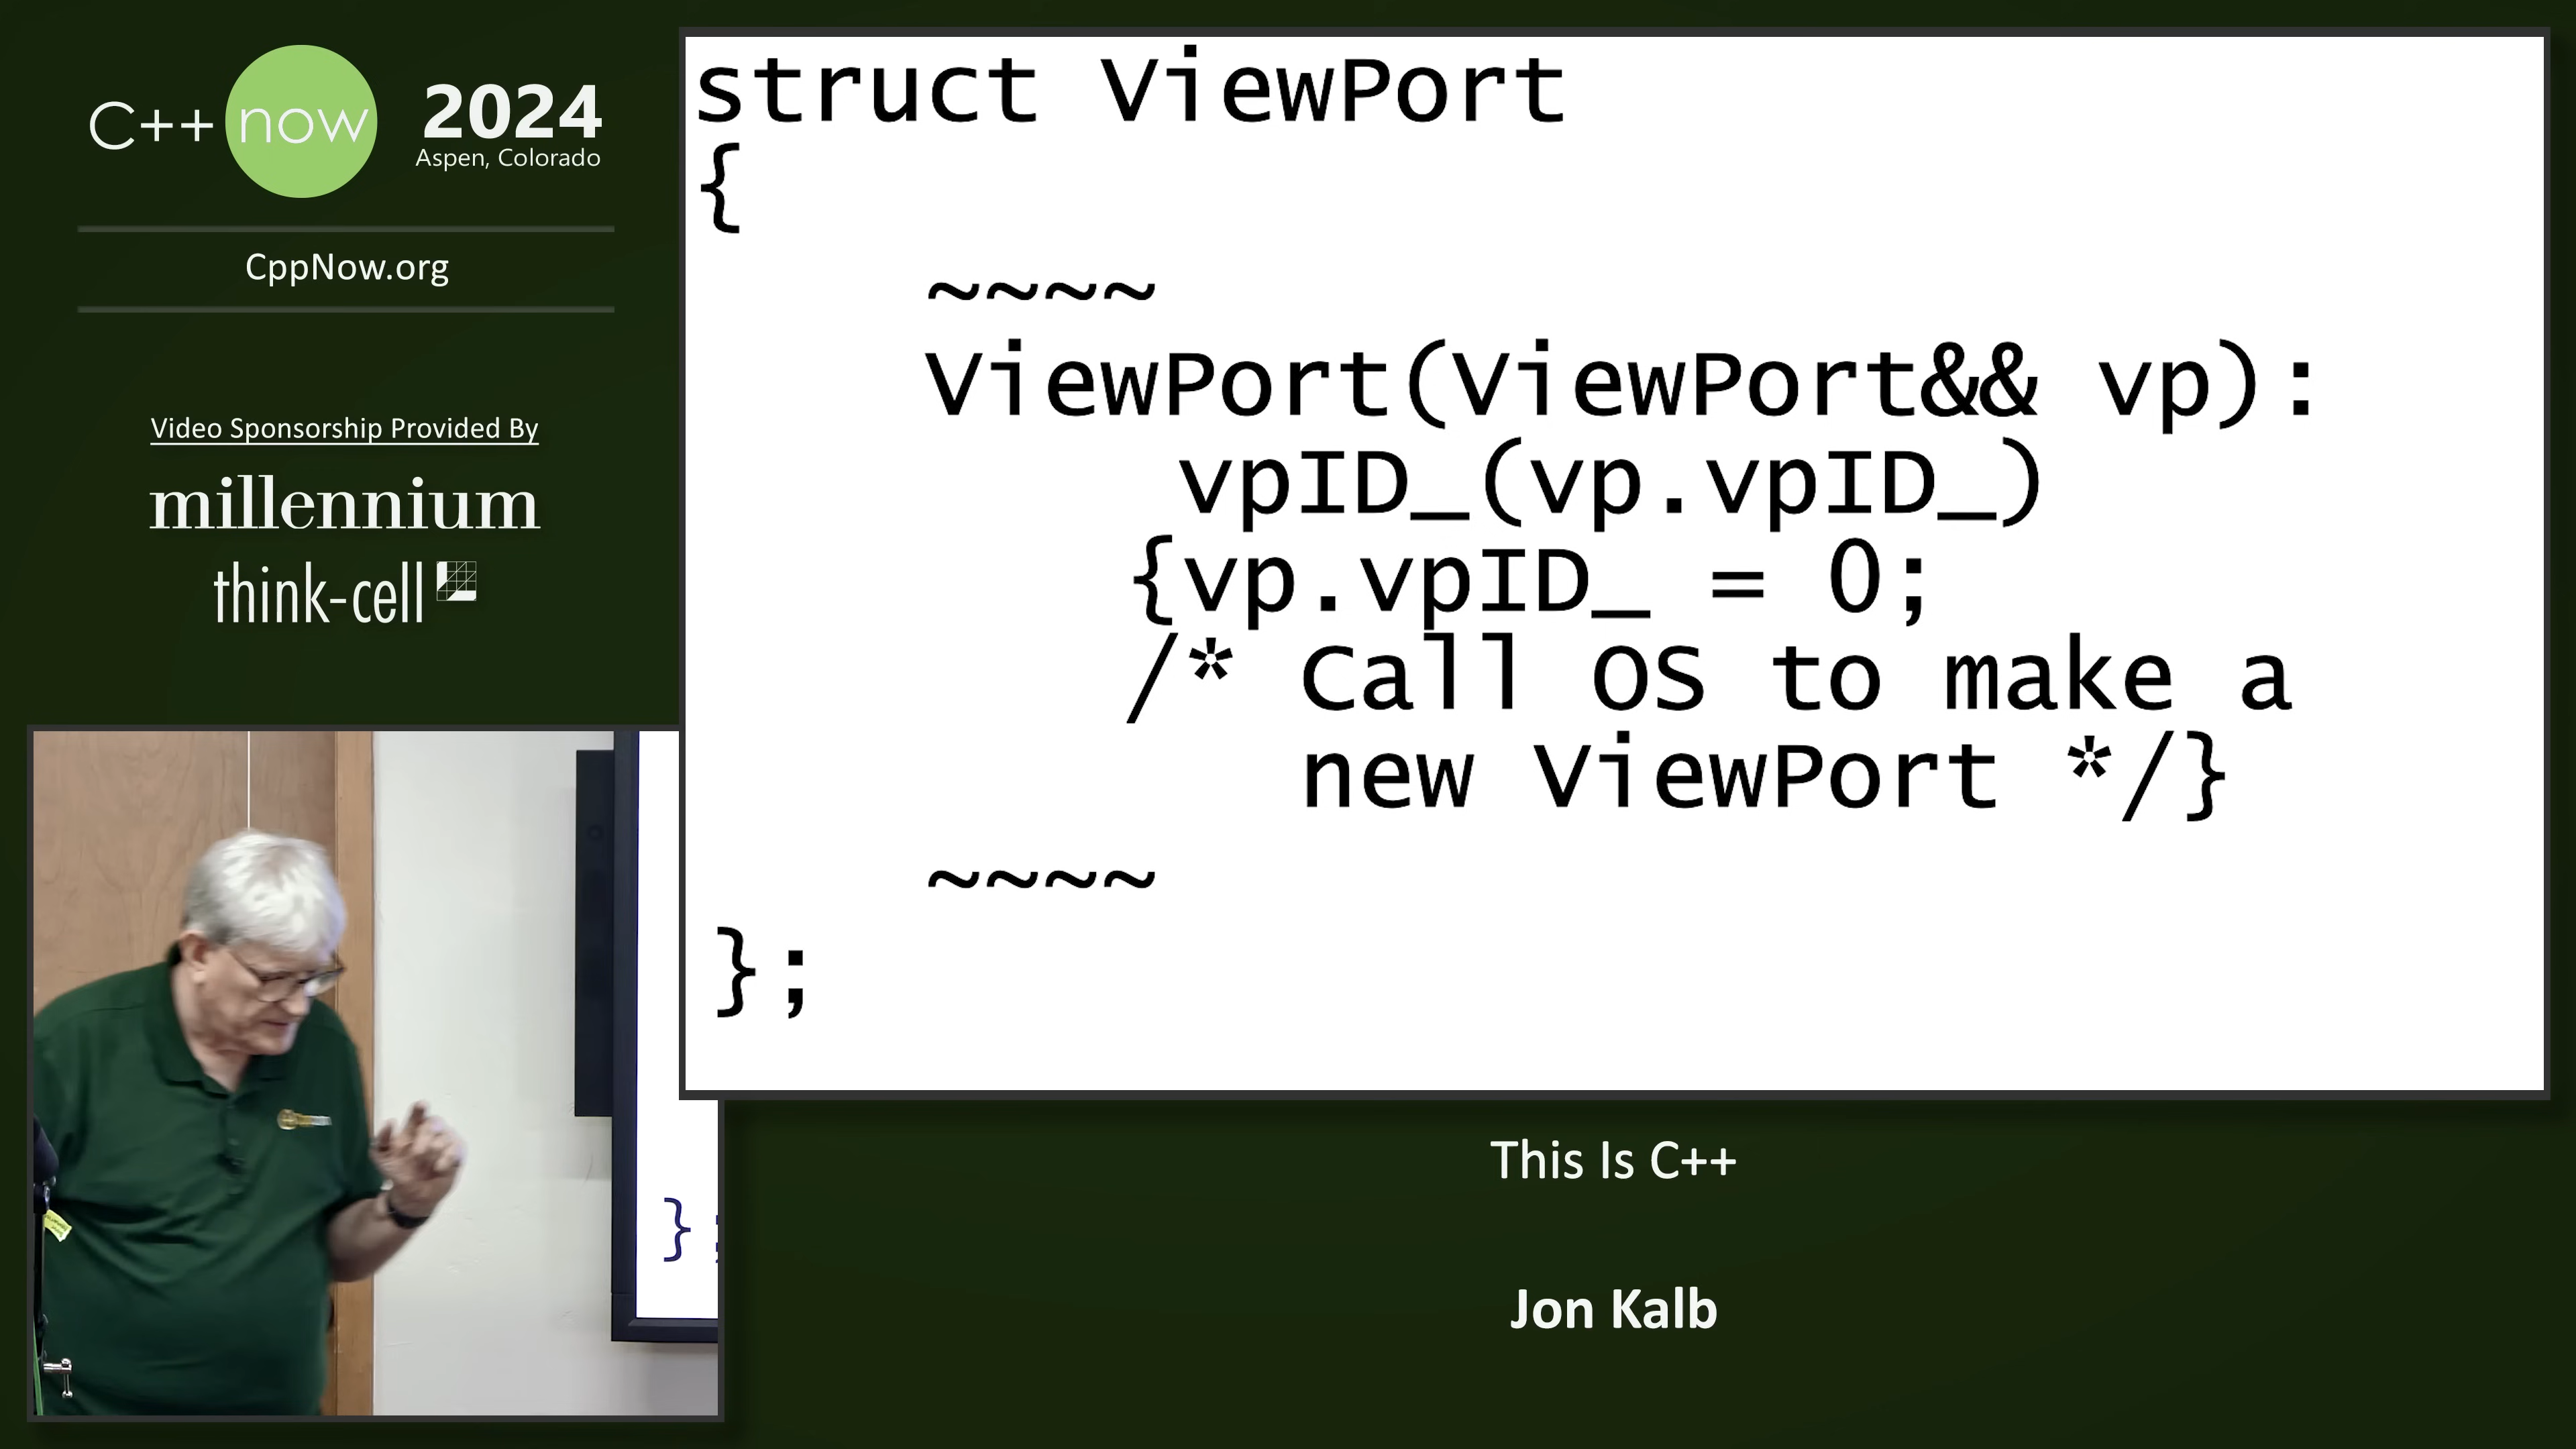 C++ now 2024
Aspen, Colorado
CppNow.org
Video Sponsorship Provided By
millennium
think-cell
struct ViewPort
{
~~~~
ViewPort(ViewPort&& vp):
vpID_(vp.vpID_)
{vp.vpID_ = 0;
/* Call OS to make a
new ViewPort */}
~~~~
};
};
This Is C++
Jon Kalb